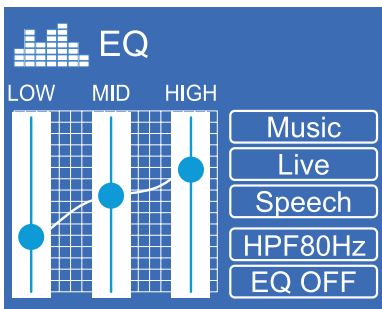 EQ
LOW MID HIGH
Music
Live
Speech
HPF80Hz
EQ OFF